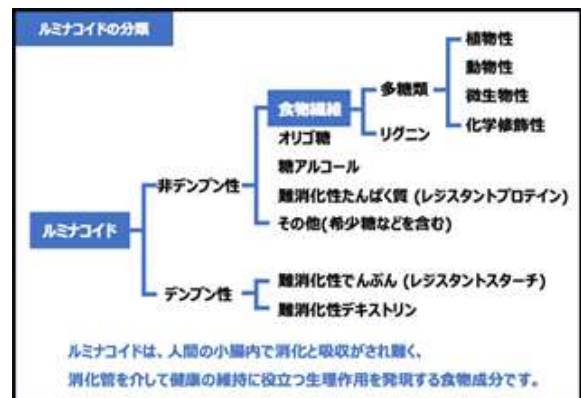 ルミナコイドの分類
植物性
動物性
微生物性
化学修飾性
多糖類
リグニン
食物繊維
オリゴ糖
糖アルコール
難消化性たんぱく質 (レジスタントプロテイン)
その他(希少糖などを含む)
非デンプン性
ルミナコイド
デンプン性
難消化性でんぷん (レジスタントスターチ)
難消化性デキストリン
ルミナコイドは、人間の小腸内で消化と吸収がされ難く、
消化管を介して健康の維持に役立つ生理作用を発現する食物成分です。